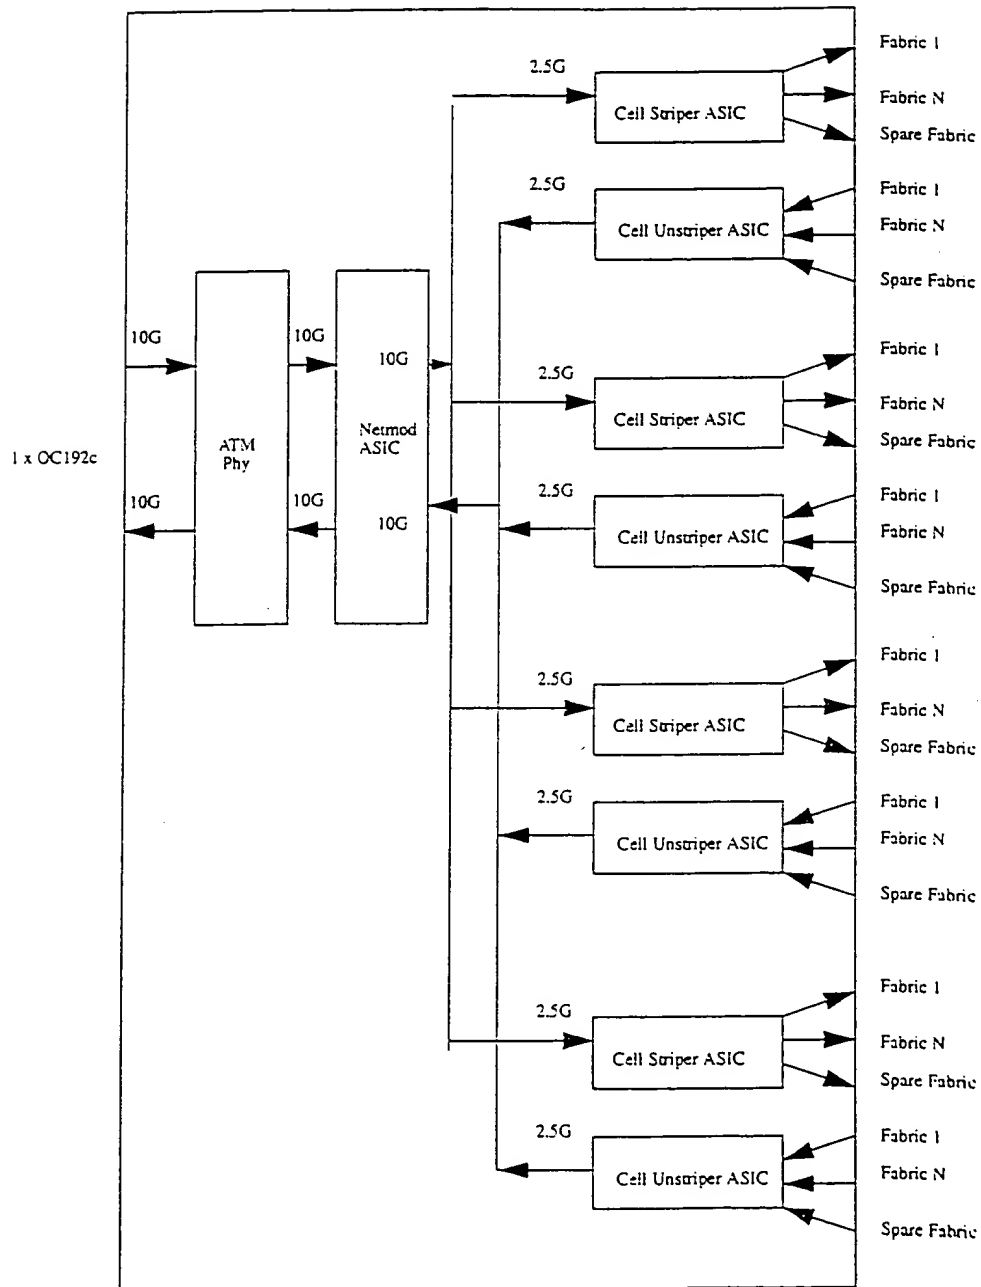 Fabric 1
2.5G
Fabric N
Cell Striper ASIC
Spare Fabric
2.5G
Fabric 1
Cell Unstriper ASIC
Fabric N
Spare Fabric
10G
10G
10G
2.5G
Fabric 1
Fabric N
Cell Striper ASIC
Spare Fabric
1 x OC192c
ATM
Phy
Netmod
ASIC
10G
10G
10G
2.5G
Fabric 1
Fabric N
Cell Unstriper ASIC
Spare Fabric
2.5G
Fabric 1
Fabric N
Cell Striper ASIC
Spare Fabric
2.5G
Fabric 1
Fabric N
Cell Unstriper ASIC
Spare Fabric
2.5G
Fabric 1
Fabric N
Cell Striper ASIC
Spare Fabric
2.5G
Fabric 1
Fabric N
Cell Unstriper ASIC
Spare Fabric